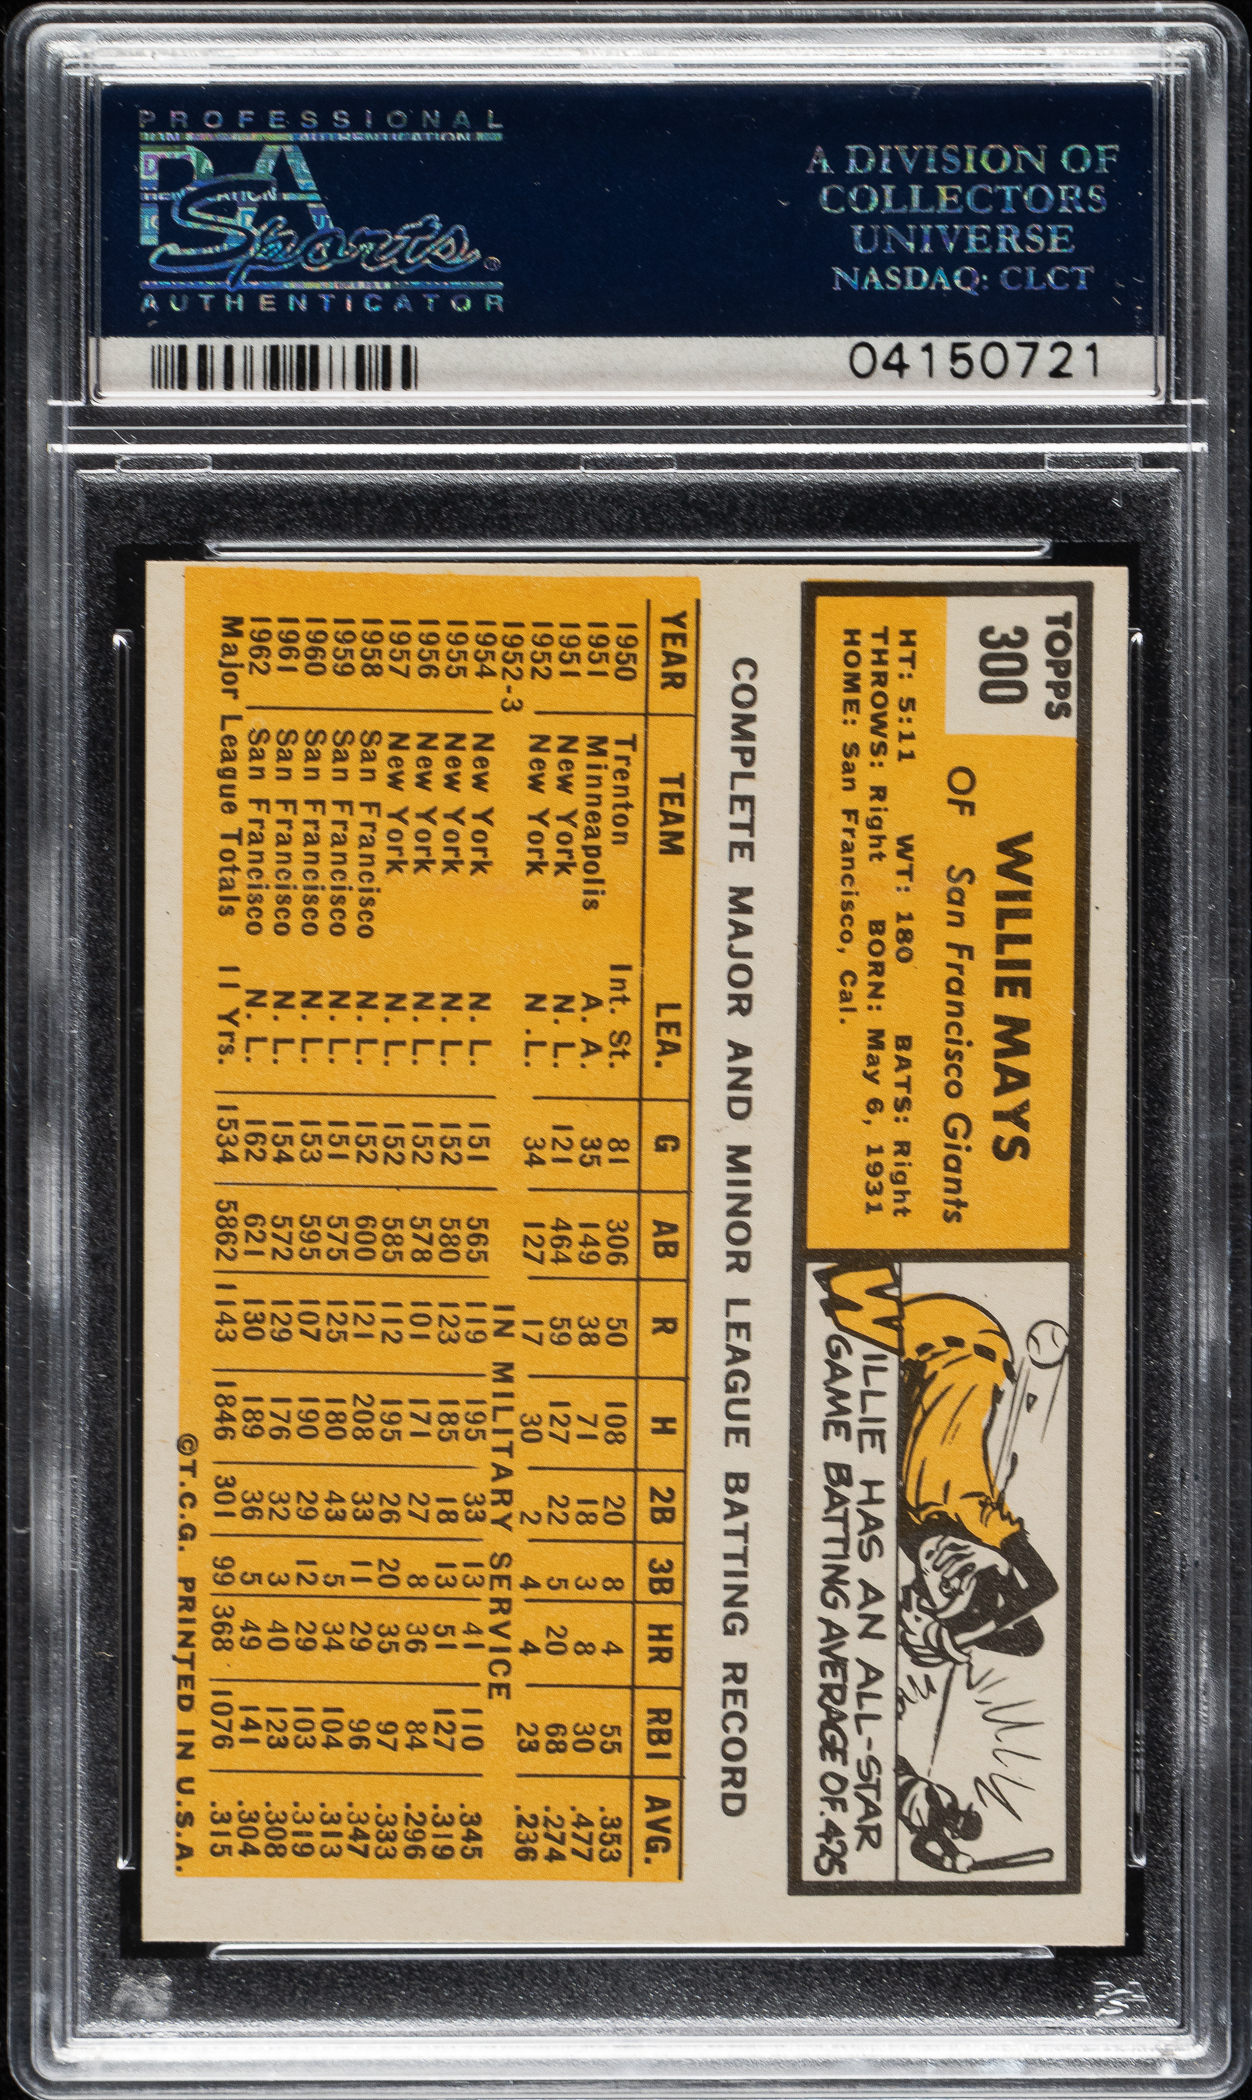 PROFESSIONAL
PSA
Sports®
AUTHENTICATOR
A DIVISION OF
COLLECTORS
UNIVERSE
NASDAQ: CLCT
04150721
TOPPS
300
WILLIE MAYS
OF San Francisco Giants
HT: 5:11 WT: 180 BATS: Right
THROWS: Right BORN: May 6, 1931
HOME: San Francisco, Cal.
WILLIE HAS AN ALL-STAR
GAME BATTING AVERAGE OF .425
COMPLETE MAJOR AND MINOR LEAGUE BATTING RECORD
YEAR TEAM LEA. G AB R H 2B 3B HR RBI AVG.
1950 Trenton Int. St. 81 306 50 108 20 8 4 55 .353
1951 Minneapolis A. A. 35 149 38 71 18 3 8 30 .477
1951 New York N. L. 121 464 59 127 22 5 20 68 .274
1952 New York N .L. 34 127 17 30 2 4 4 23 .236
1952-3 IN MILITARY SERVICE
1954 New York N. L. 151 565 119 195 33 13 41 110 .345
1955 New York N. L. 152 580 123 185 18 13 51 127 .319
1956 New York N. L. 152 578 101 171 27 8 36 84 .296
1957 New York N. L. 152 585 112 195 26 20 35 97 .333
1958 San Francisco N. L. 152 600 121 208 33 11 29 96 .347
1959 San Francisco N. L. 151 575 125 180 43 5 34 104 .313
1960 San Francisco N. L. 153 595 107 190 29 12 29 103 .319
1961 San Francisco N. L. 154 572 129 176 32 3 40 123 .308
1962 San Francisco N. L. 162 621 130 189 36 5 49 141 .304
Major League Totals 11 Yrs. 1534 5862 1143 1846 301 99 368 1076 .315
©T.C.G. PRINTED IN U.S.A.